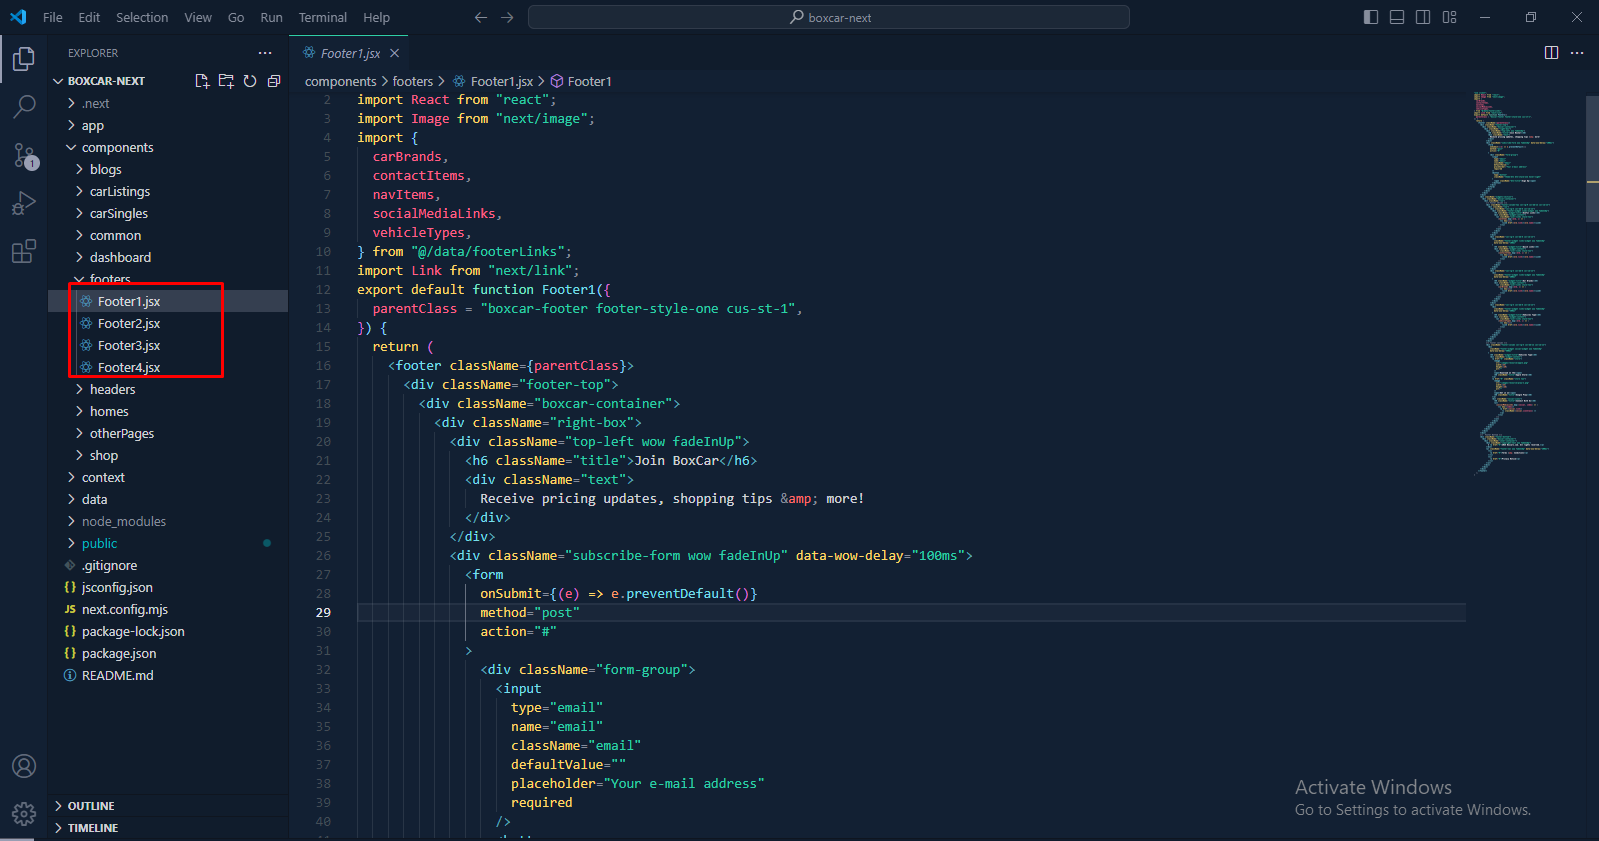 File Edit Selection View Go Run Terminal Help
boxcar-next
EXPLORER
BOXCAR-NEXT
.next
app
components
blogs
carListings
carSingles
common
dashboard
footers
Footer1.jsx
Footer2.jsx
Footer3.jsx
Footer4.jsx
headers
homes
otherPages
shop
context
data
node_modules
public
.gitignore
{} jsconfig.json
JS next.config.mjs
{} package-lock.json
{} package.json
README.md
OUTLINE
TIMELINE
1
Footer1.jsx
components > footers > Footer1.jsx > Footer1
2 import React from "react";
3 import Image from "next/image";
4 import {
5 carBrands,
6 contactItems,
7 navItems,
8 socialMediaLinks,
9 vehicleTypes,
10 } from "@/data/footerLinks";
11 import Link from "next/link";
12 export default function Footer1({
13 parentClass = "boxcar-footer footer-style-one cus-st-1",
14 }) {
15 return (
16 <footer className={parentClass}>
17 <div className="footer-top">
18 <div className="boxcar-container">
19 <div className="right-box">
20 <div className="top-left wow fadeInUp">
21 <h6 className="title">Join BoxCar</h6>
22 <div className="text">
23 Receive pricing updates, shopping tips &amp; more!
24 </div>
25 </div>
26 <div className="subscribe-form wow fadeInUp" data-wow-delay="100ms">
27 <form
28 onSubmit={(e) => e.preventDefault()}
29 method="post"
30 action="#"
31 >
32 <div className="form-group">
33 <input
34 type="email"
35 name="email"
36 className="email"
37 defaultValue=""
38 placeholder="Your e-mail address"
39 required
40 />
Activate Windows
Go to Settings to activate Windows.